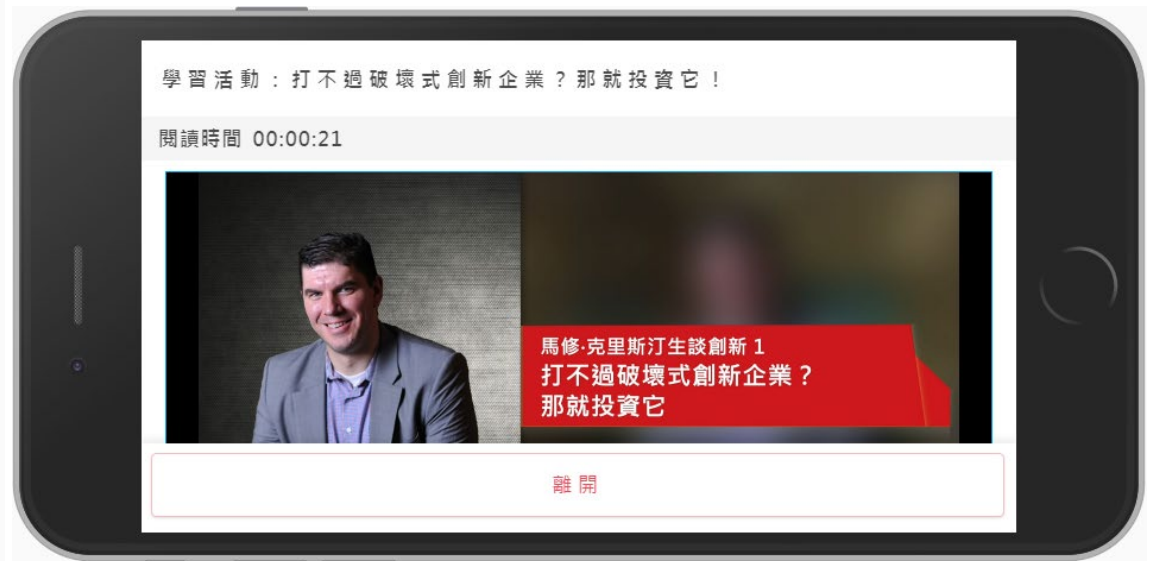 學習活動：打不過破壞式創新企業？那就投資它！
閱讀時間 00:00:21
馬修·克里斯汀生談創新 1
打不過破壞式創新企業？
那就投資它
離開